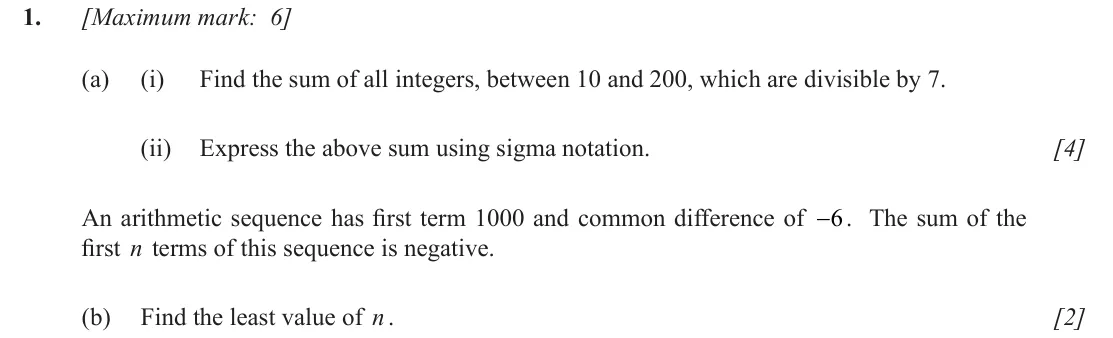 1. [Maximum mark: 6]
(a) (i) Find the sum of all integers, between 10 and 200, which are divisible by 7.
(ii) Express the above sum using sigma notation. [4]
An arithmetic sequence has first term 1000 and common difference of −6. The sum of the
first n terms of this sequence is negative.
(b) Find the least value of n. [2]